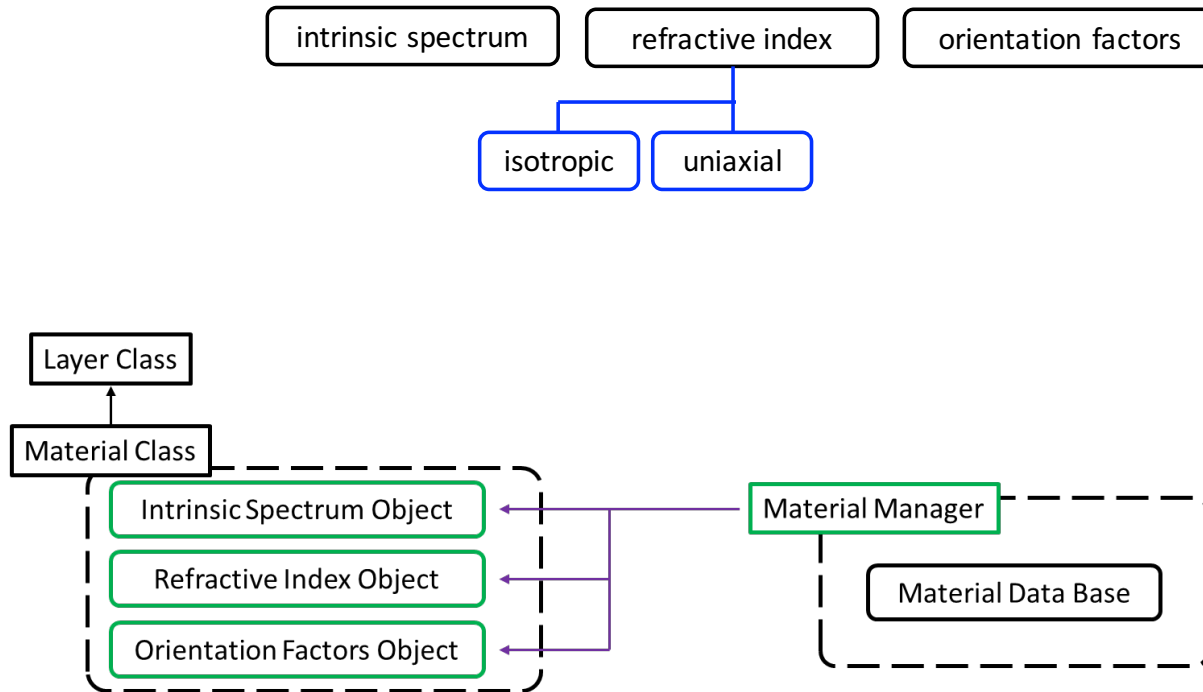 intrinsic spectrum
refractive index
orientation factors
isotropic
uniaxial
Layer Class
Material Class
Intrinsic Spectrum Object
Material Manager
Refractive Index Object
Material Data Base
Orientation Factors Object